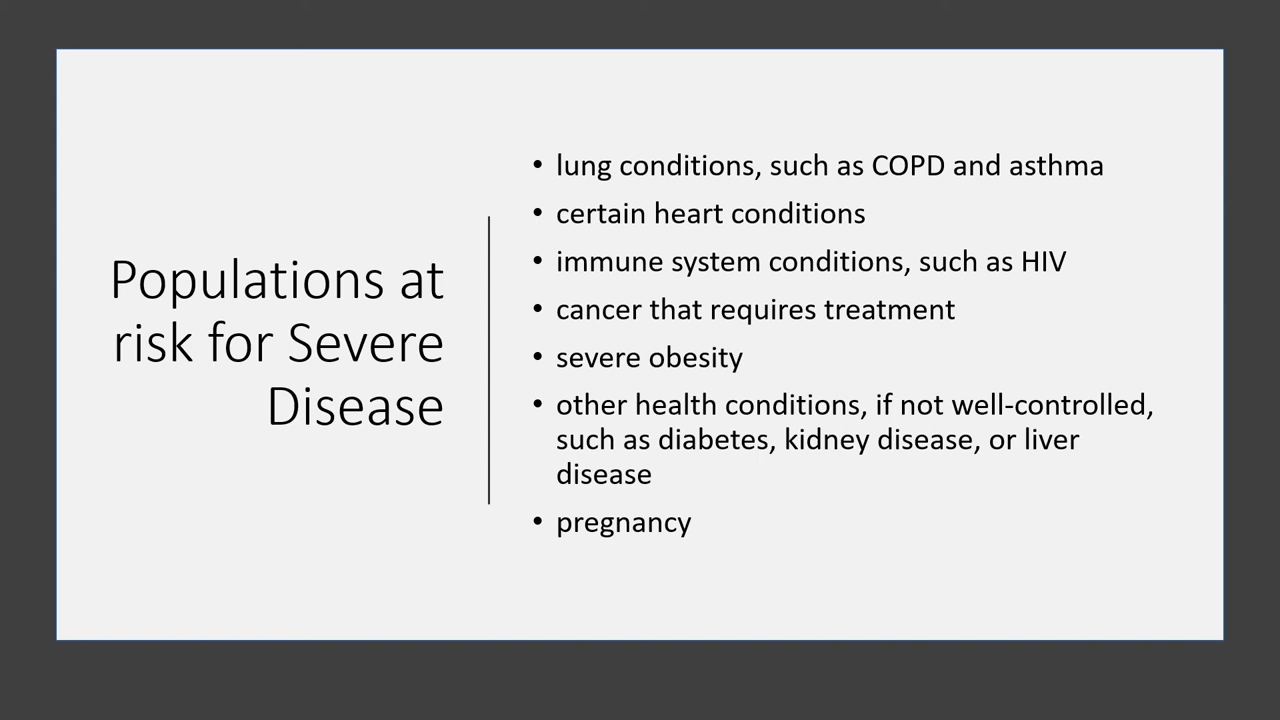 Populations at
risk for Severe
Disease
• lung conditions, such as COPD and asthma
• certain heart conditions
• immune system conditions, such as HIV
• cancer that requires treatment
• severe obesity
• other health conditions, if not well-controlled,
such as diabetes, kidney disease, or liver
disease
• pregnancy